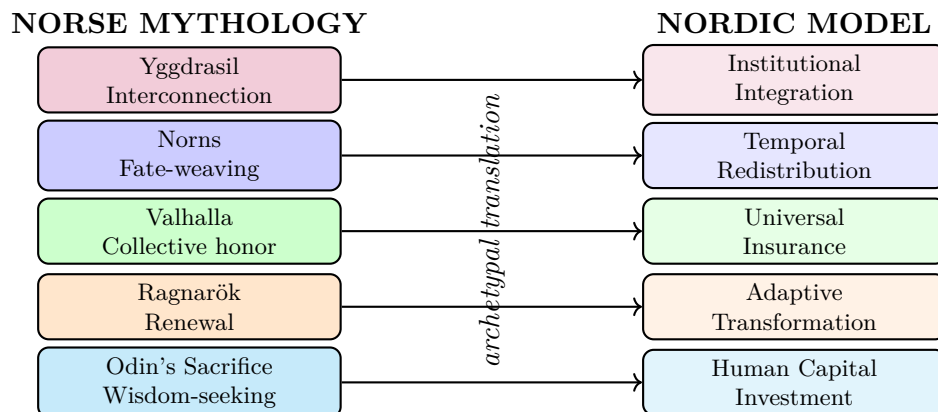 NORSE MYTHOLOGY
NORDIC MODEL
Yggdrasil
Interconnection
Institutional
Integration
Norns
Fate-weaving
Temporal
Redistribution
Valhalla
Collective honor
Universal
Insurance
Ragnarök
Renewal
Adaptive
Transformation
Odin's Sacrifice
Wisdom-seeking
Human Capital
Investment
archetypal translation